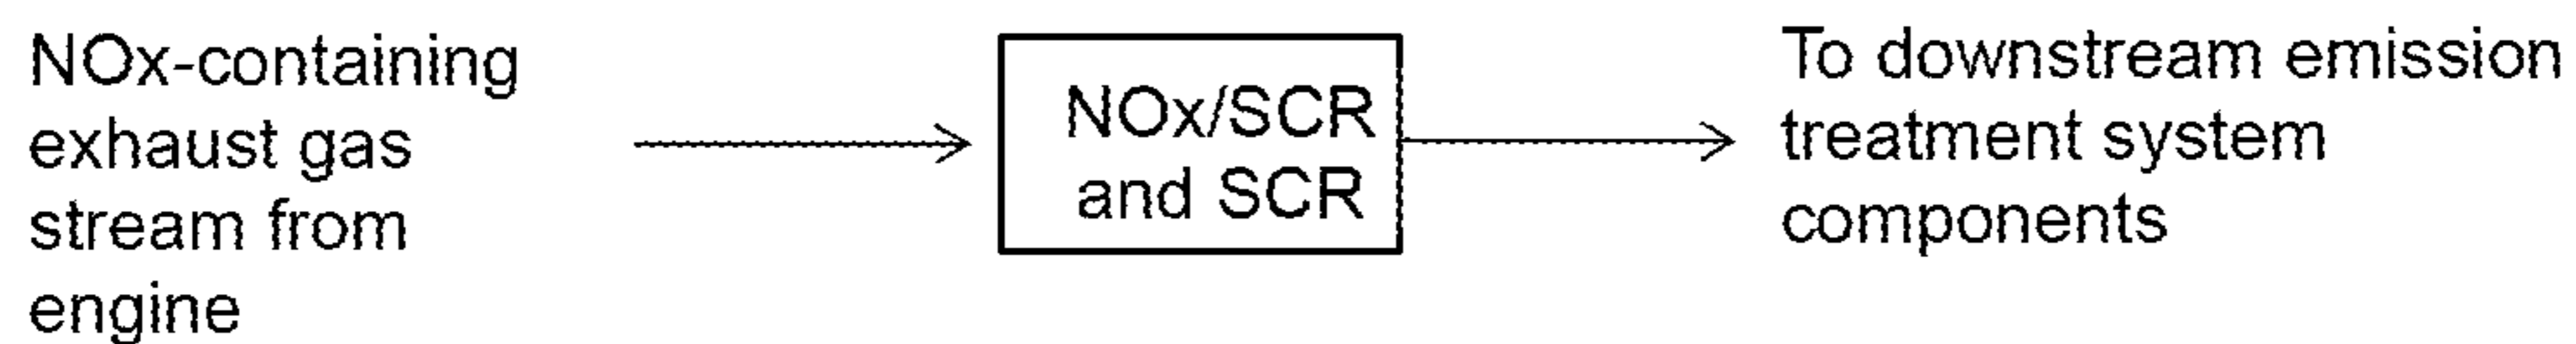 NOx-containing
exhaust gas
stream from
engine
NOx/SCR
and SCR
To downstream emission
treatment system
components